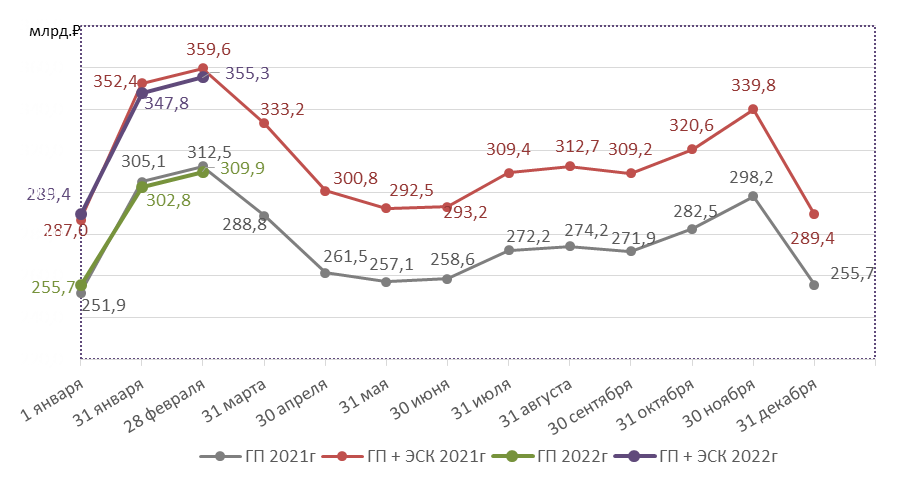 млрд.₽
359,6
352,4
355,3
347,8
339,8
333,2
320,6
312,7
309,4
309,2
300,8
292,5
293,2
289,4
312,5
305,1
309,9
302,8
298,2
288,8
282,5
272,2
274,2
271,9
261,5
257,1
258,6
255,7
289,4
287,0
255,7
251,9
1 января
31 января
28 февраля
31 марта
30 апреля
31 мая
30 июня
31 июля
31 августа
30 сентября
31 октября
30 ноября
31 декабря
ГП 2021г ГП + ЭСК 2021г ГП 2022г ГП + ЭСК 2022г